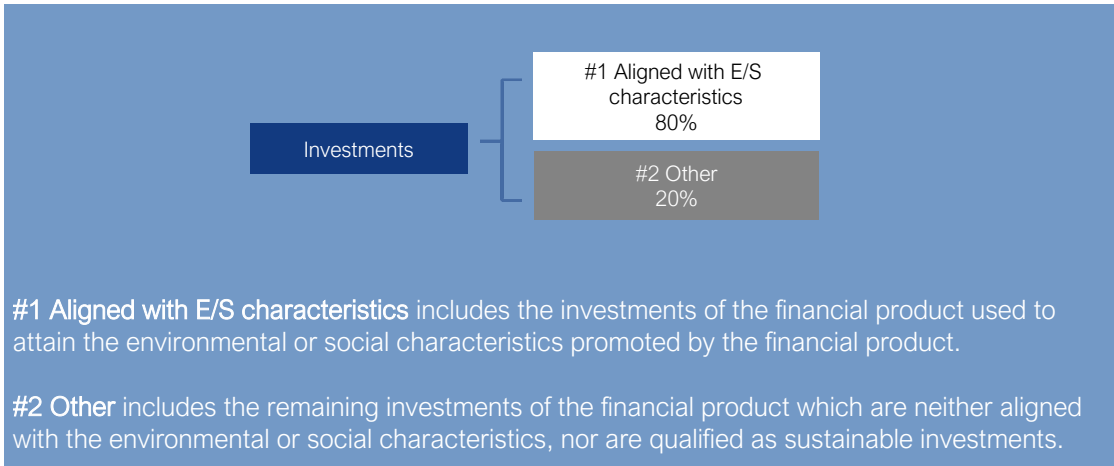 #1 Aligned with E/S
characteristics
80%
Investments
#2 Other
20%
#1 Aligned with E/S characteristics includes the investments of the financial product used to
attain the environmental or social characteristics promoted by the financial product.
#2 Other includes the remaining investments of the financial product which are neither aligned
with the environmental or social characteristics, nor are qualified as sustainable investments.